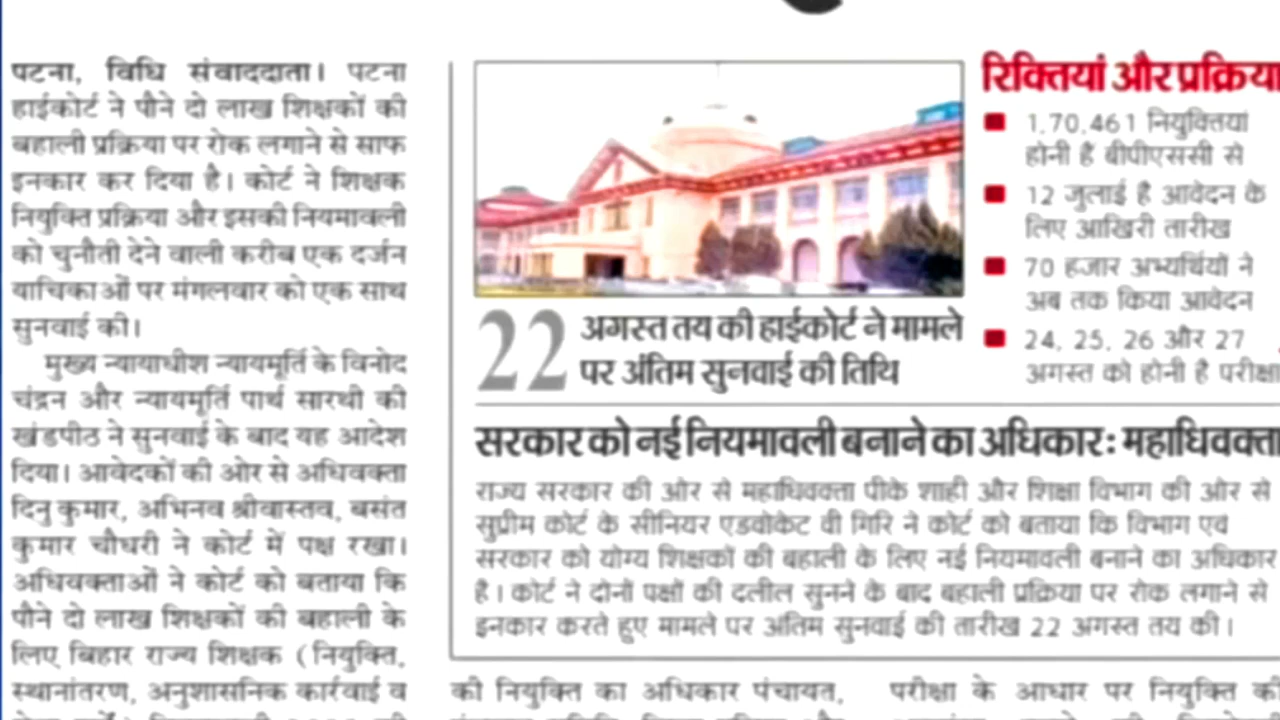 पटना, विधि संवाददाता। पटना
हाईकोर्ट ने पौने दो लाख शिक्षकों की
बहाली प्रक्रिया पर रोक लगाने से साफ
इनकार कर दिया है। कोर्ट ने शिक्षक
नियुक्ति प्रक्रिया और इसकी नियमावली
को चुनौती देने वाली करीब एक दर्जन
याचिकाओं पर मंगलवार को एक साथ
सुनवाई की।
मुख्य न्यायाधीश न्यायमूर्ति के विनोद
चंद्रन और न्यायमूर्ति पार्थ सारथी की
खंडपीठ ने सुनवाई के बाद यह आदेश
दिया। आवेदकों की ओर से अधिवक्ता
दिनु कुमार, अभिनव श्रीवास्तव, बसंत
कुमार चौधरी ने कोर्ट में पक्ष रखा।
अधिवक्ताओं ने कोर्ट को बताया कि
पौने दो लाख शिक्षकों की बहाली के
लिए बिहार राज्य शिक्षक (नियुक्ति,
स्थानांतरण, अनुशासनिक कार्रवाई व
22 अगस्त तय की हाईकोर्ट ने मामले
पर अंतिम सुनवाई की तिथि
रिक्तियां और प्रक्रिया
1,70,461 नियुक्तियां
होनी है बीपीएससी से
12 जुलाई है आवेदन के
लिए आखिरी तारीख
70 हजार अभ्यर्थियों ने
अब तक किया आवेदन
24, 25, 26 और 27
अगस्त को होनी है परीक्षा
सरकार को नई नियमावली बनाने का अधिकार: महाधिवक्ता
राज्य सरकार की ओर से महाधिवक्ता पीके शाही और शिक्षा विभाग की ओर से
सुप्रीम कोर्ट के सीनियर एडवोकेट वी गिरि ने कोर्ट को बताया कि विभाग एवं
सरकार को योग्य शिक्षकों की बहाली के लिए नई नियमावली बनाने का अधिकार
है। कोर्ट ने दोनों पक्षों की दलील सुनने के बाद बहाली प्रक्रिया पर रोक लगाने से
इनकार करते हुए मामले पर अंतिम सुनवाई की तारीख 22 अगस्त तय की।
की नियुक्ति का अधिकार पंचायत,
परीक्षा के आधार पर नियुक्ति की